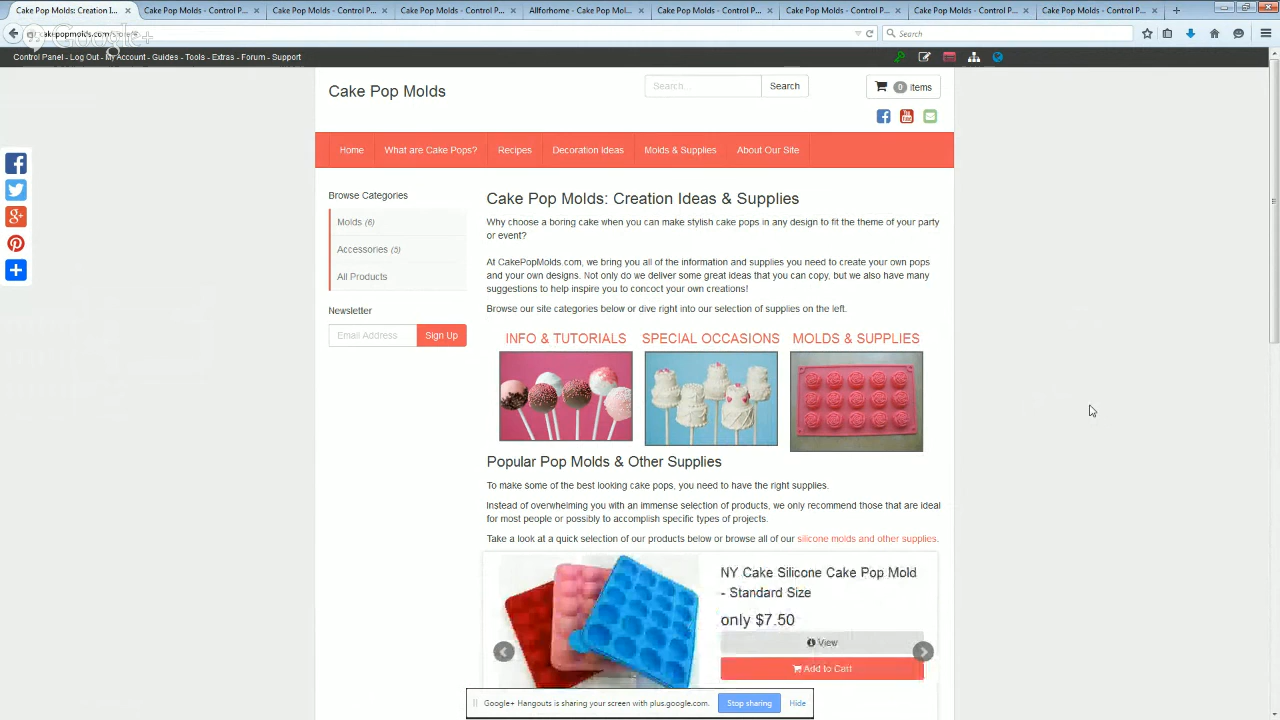 Cake Pop Molds: Creation I...
Cake Pop Molds - Control P...
Cake Pop Molds - Control P...
Cake Pop Molds - Control P...
Allforhome - Cake Pop Mol...
Cake Pop Molds - Control P...
Cake Pop Molds - Control P...
Cake Pop Molds - Control P...
Cake Pop Molds - Control P...
Google+
Search
Control Panel - Log Out - My Account - Guides - Tools - Extras - Forum - Support
Cake Pop Molds
Search...
Search
0 items
Home
What are Cake Pops?
Recipes
Decoration Ideas
Molds & Supplies
About Our Site
Browse Categories
Molds (6)
Accessories (5)
All Products
Newsletter
Email Address
Sign Up
Cake Pop Molds: Creation Ideas & Supplies
Why choose a boring cake when you can make stylish cake pops in any design to fit the theme of your party
or event?
At CakePopMolds.com, we bring you all of the information and supplies you need to create your own pops
and your own designs. Not only do we deliver some great ideas that you can copy, but we also have many
suggestions to help inspire you to concoct your own creations!
Browse our site categories below or dive right into our selection of supplies on the left.
INFO & TUTORIALS
SPECIAL OCCASIONS
MOLDS & SUPPLIES
Popular Pop Molds & Other Supplies
To make some of the best looking cake pops, you need to have the right supplies.
Instead of overwhelming you with an immense selection of products, we only recommend those that are ideal
for most people or possibly to accomplish specific types of projects.
Take a look at a quick selection of our products below or browse all of our silicone molds and other supplies.
NY Cake Silicone Cake Pop Mold
- Standard Size
only $7.50
View
Add to Cart
Google+ Hangouts is sharing your screen with plus.google.com.
Stop sharing
Hide